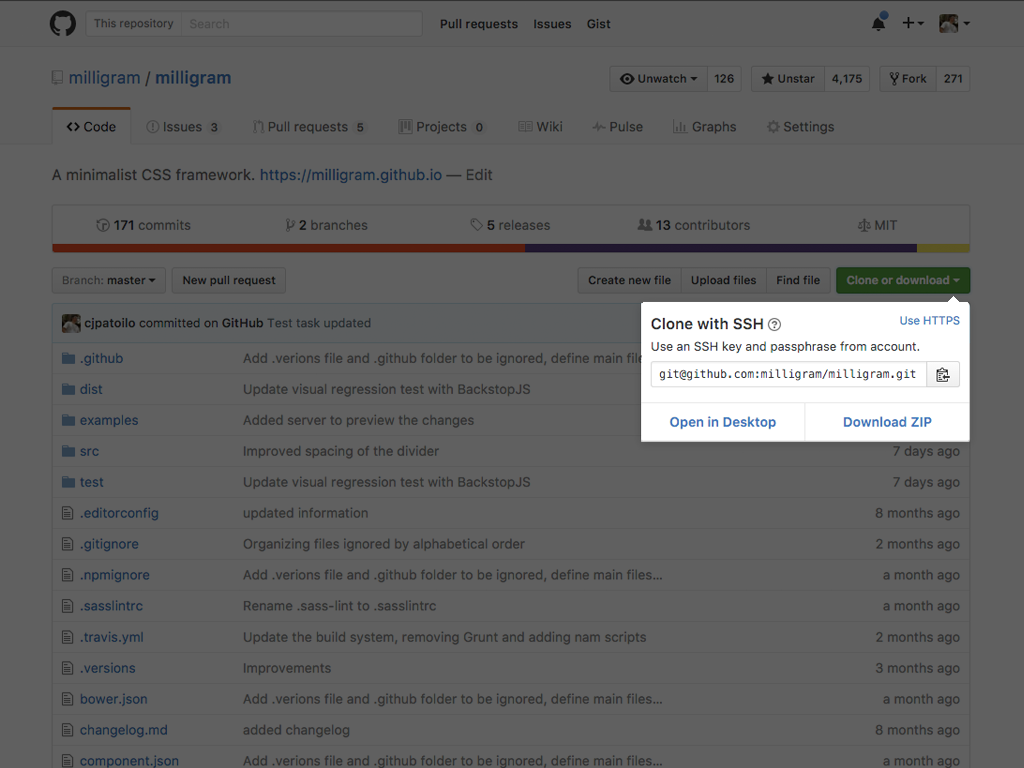 This repository Search Pull requests Issues Gist
milligram / milligram Unwatch 126 Unstar 4,175 Fork 271
Code Issues 3 Pull requests 5 Projects 0 Wiki Pulse Graphs Settings
A minimalist CSS framework. https://milligram.github.io — Edit
171 commits 2 branches 5 releases 13 contributors MIT
Branch: master New pull request Create new file Upload files Find file Clone or download
cjpatoilo committed on GitHub Test task updated
Clone with SSH Use HTTPS
Use an SSH key and passphrase from account.
git@github.com:milligram/milligram.git
Open in Desktop Download ZIP
.github Add .verions file and .github folder to be ignored, define main fil
dist Update visual regression test with BackstopJS
examples Added server to preview the changes
src Improved spacing of the divider 7 days ago
test Update visual regression test with BackstopJS 7 days ago
.editorconfig updated information 8 months ago
.gitignore Organizing files ignored by alphabetical order 2 months ago
.npmignore Add .verions file and .github folder to be ignored, define main files... a month ago
.sasslintrc Rename .sass-lint to .sasslintrc a month ago
.travis.yml Update the build system, removing Grunt and adding nam scripts 2 months ago
.versions Improvements 3 months ago
bower.json Add .verions file and .github folder to be ignored, define main files... a month ago
changelog.md added changelog 8 months ago
component.json Add .verions file and .github folder to be ignored, define main files... a month ago